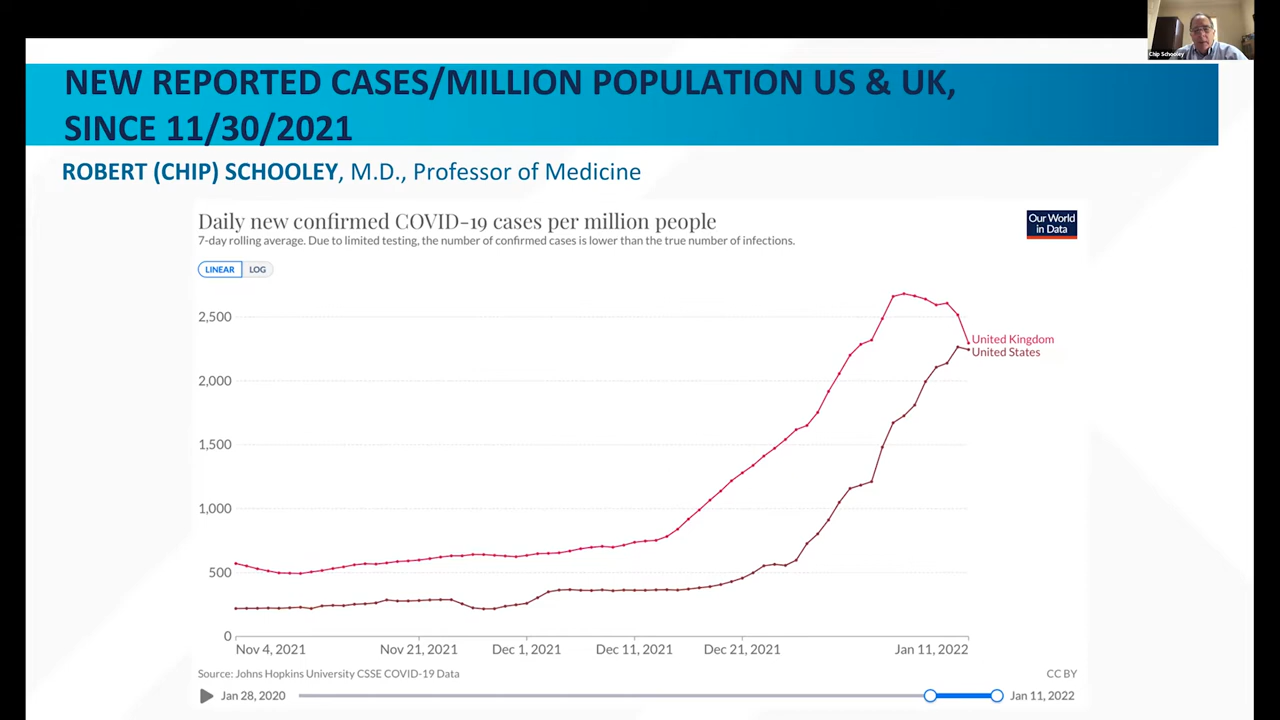 Chip Schooley
NEW REPORTED CASES/MILLION POPULATION US & UK,
SINCE 11/30/2021
ROBERT (CHIP) SCHOOLEY, M.D., Professor of Medicine
Daily new confirmed COVID-19 cases per million people
7-day rolling average. Due to limited testing, the number of confirmed cases is lower than the true number of infections.
Our World
in Data
LINEAR LOG
2,500
2,000
1,500
1,000
500
0
United Kingdom
United States
Nov 4, 2021 Nov 21, 2021 Dec 1, 2021 Dec 11, 2021 Dec 21, 2021 Jan 11, 2022
Source: Johns Hopkins University CSSE COVID-19 Data CC BY
Jan 28, 2020 Jan 11, 2022